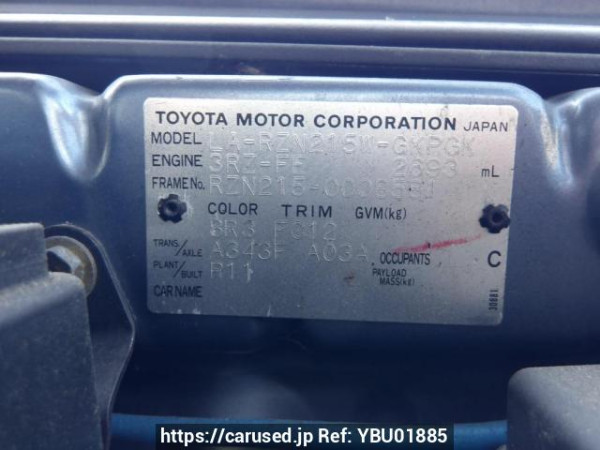 TOYOTA MOTOR CORPORATION JAPAN
MODEL LA-RZN215W-GKPGK
ENGINE 3RZ-FE 2693 mL
FRAME No.
COLOR TRIM GVM(kg)
8R3 FC12
TRANS/AXLE A343F A03A OCCUPANTS C
PLANT/BUILT R11 PAYLOAD MASS(kg)
CAR NAME
30881
https://carused.jp Ref: YBU01885